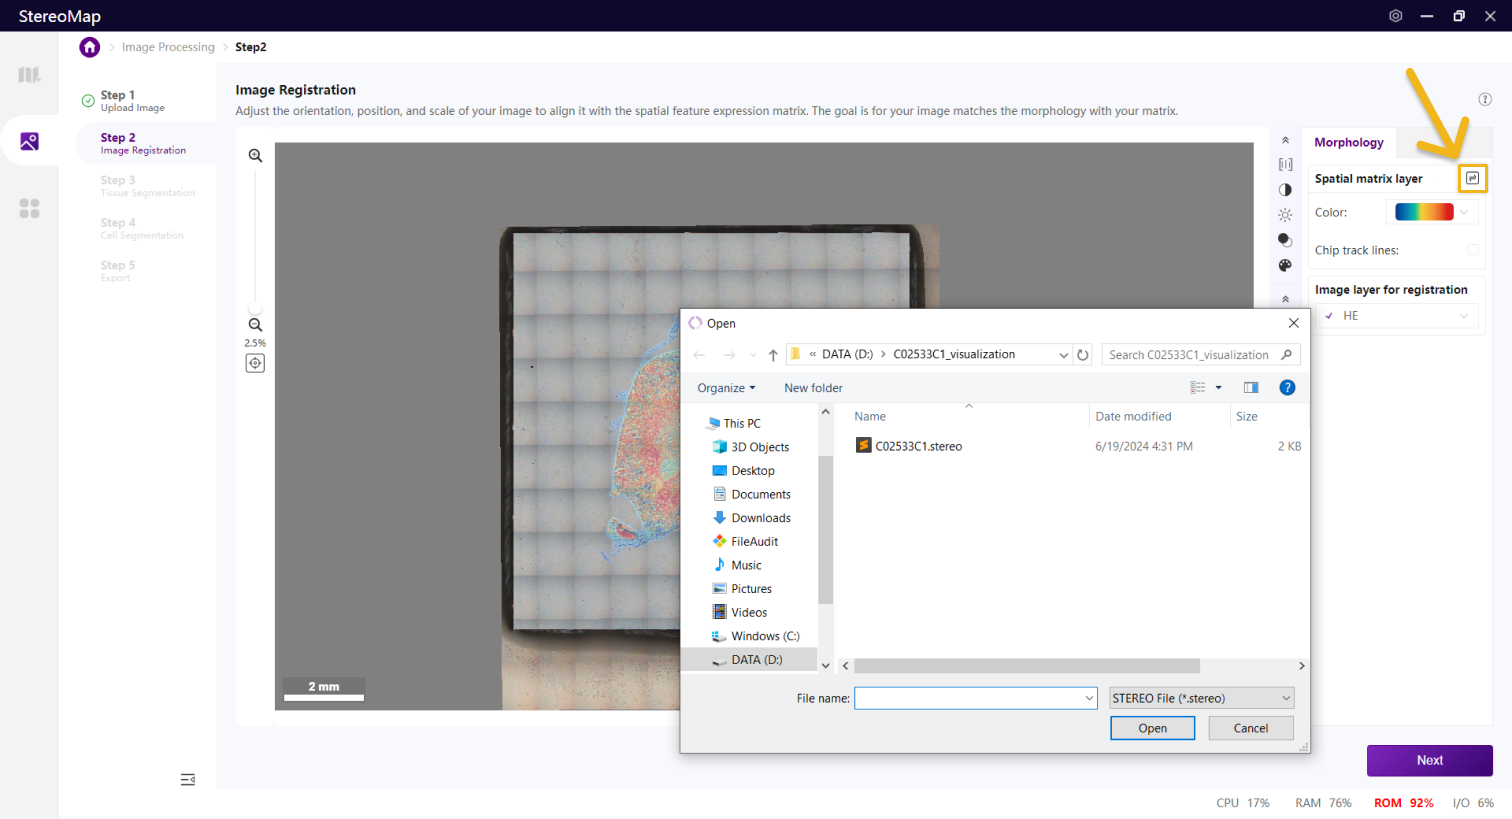 StereoMap
Image Processing
Step2
Step 1
Upload Image
Step 2
Image Registration
Step 3
Tissue Segmentation
Step 4
Cell Segmentation
Step 5
Export
Image Registration
Adjust the orientation, position, and scale of your image to align it with the spatial feature expression matrix. The goal is for your image matches the morphology with your matrix.
2.5%
2 mm
Morphology
Spatial matrix layer
Color:
Chip track lines:
Image layer for registration
HE
Open
« DATA (D:) > C02533C1_visualization
Search C02533C1_visualization
Organize
New folder
Name
Date modified
Size
This PC
3D Objects
Desktop
Documents
Downloads
FileAudit
Music
Pictures
Videos
Windows (C:)
DATA (D:)
C02533C1.stereo
6/19/2024 4:31 PM
2 KB
File name:
STEREO File (*.stereo)
Open
Cancel
Next
CPU 17% RAM 76% ROM 92% I/O 6%